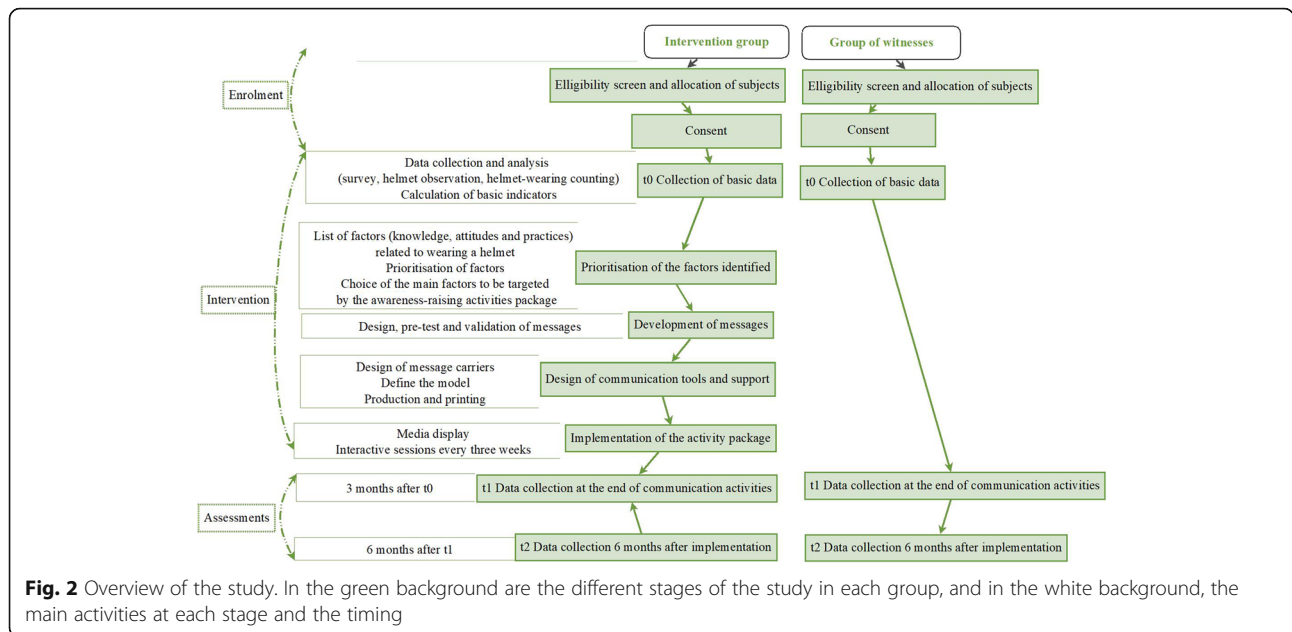 Intervention group
Group of witnesses
Enrolment
Elligibility screen and allocation of subjects
Elligibility screen and allocation of subjects
Consent
Consent
Data collection and analysis
(survey, helmet observation, helmet-wearing counting)
Calculation of basic indicators
t0 Collection of basic data
t0 Collection of basic data
Intervention
List of factors (knowledge, attitudes and practices)
related to wearing a helmet
Prioritisation of factors
Choice of the main factors to be targeted
by the awareness-raising activities package
Prioritisation of the factors identified
Design, pre-test and validation of messages
Development of messages
Design of message carriers
Define the model
Production and printing
Design of communication tools and support
Media display
Interactive sessions every three weeks
Implementation of the activity package
Assessments
3 months after t0
t1 Data collection at the end of communication activities
t1 Data collection at the end of communication activities
6 months after t1
t2 Data collection 6 months after implementation
t2 Data collection 6 months after implementation
Fig. 2 Overview of the study. In the green background are the different stages of the study in each group, and in the white background, the
main activities at each stage and the timing